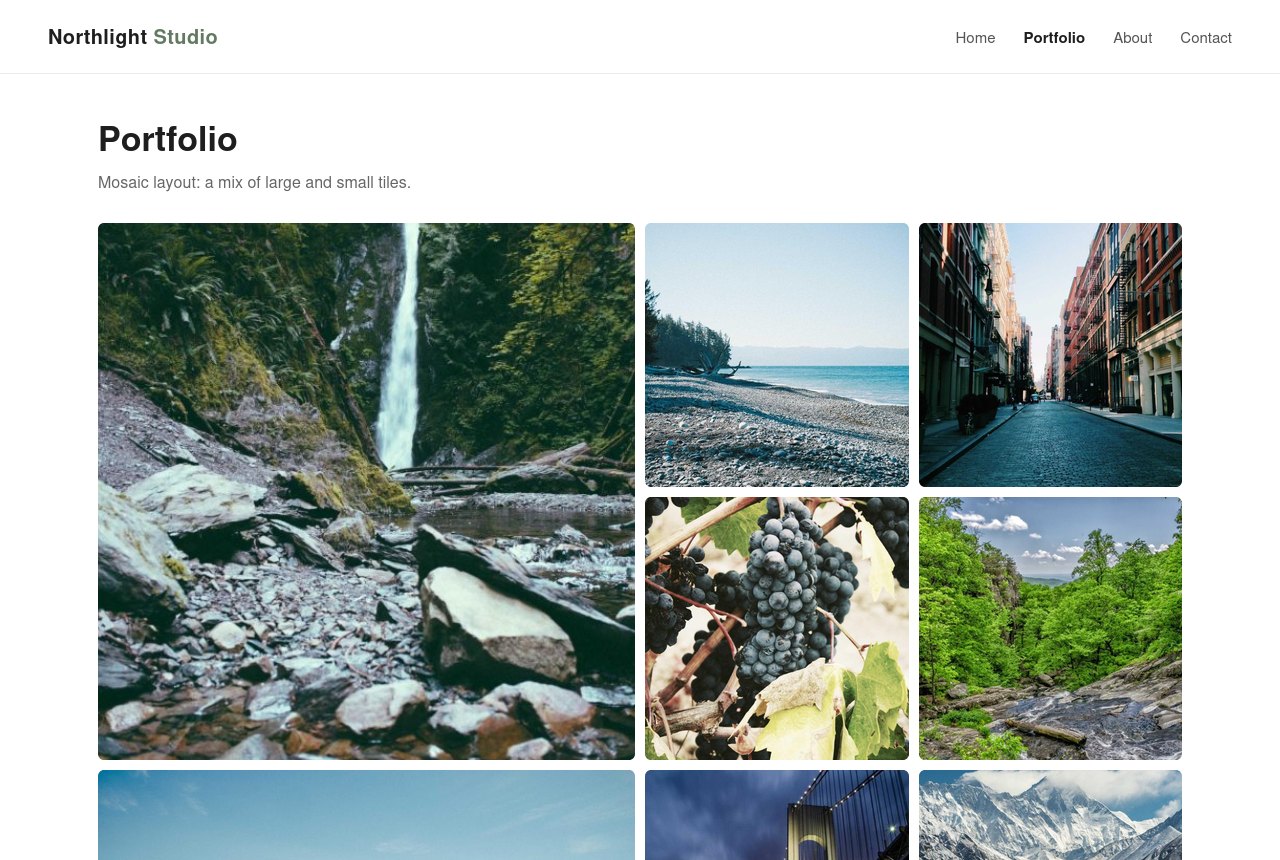 Northlight Studio
Home Portfolio About Contact
Portfolio
Mosaic layout: a mix of large and small tiles.